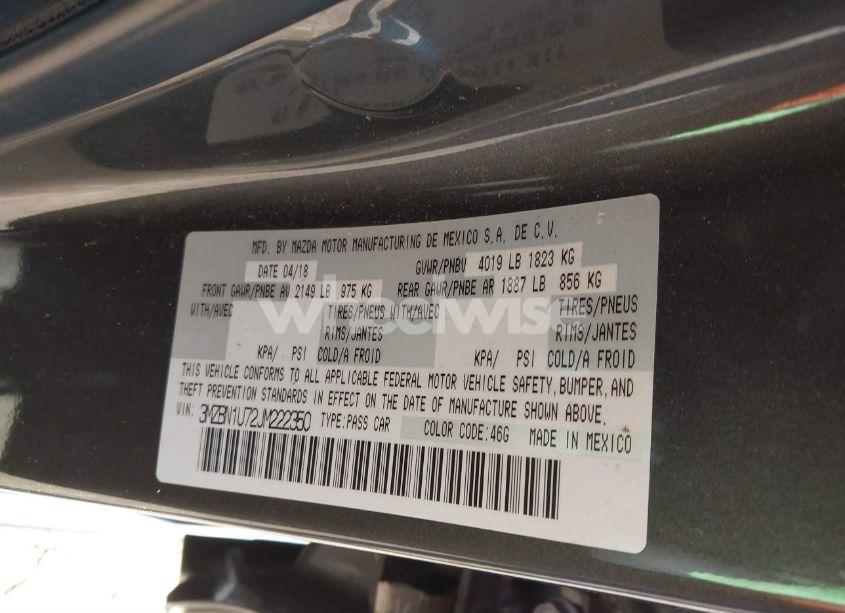 MFD. BY MAZDA MOTOR MANUFACTURING DE MEXICO S.A. DE C.V.
DATE 04/18 GVWR/PNBV 4019 LB 1823 KG
FRONT GAWR/PNBE AV 2149 LB 975 KG REAR GAWR/PNBE AR 1887 LB 856 KG
WITH/AVEC TIRES/PNEUS WITH/AVEC TIRES/PNEUS
RIMS/JANTES RIMS/JANTES
KPA/ PSI COLD/A FROID KPA/ PSI COLD/A FROID
THIS VEHICLE CONFORMS TO ALL APPLICABLE FEDERAL MOTOR VEHICLE SAFETY, BUMPER, AND
THEFT PREVENTION STANDARDS IN EFFECT ON THE DATE OF MANUFACTURE SHOWN ABOVE.
VIN: 3MZBN1U72JM222350 TYPE:PASS CAR COLOR CODE:46G MADE IN MEXICO
Wheelwise